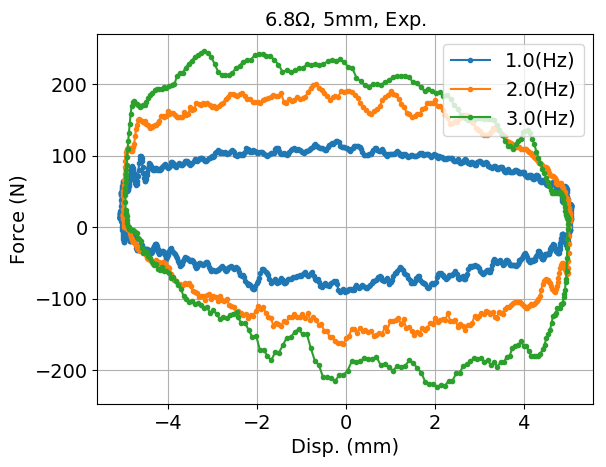 6.8Ω, 5mm, Exp.
1.0(Hz)
2.0(Hz)
3.0(Hz)
200
100
0
−100
−200
Force (N)
−4
−2
0
2
4
Disp. (mm)